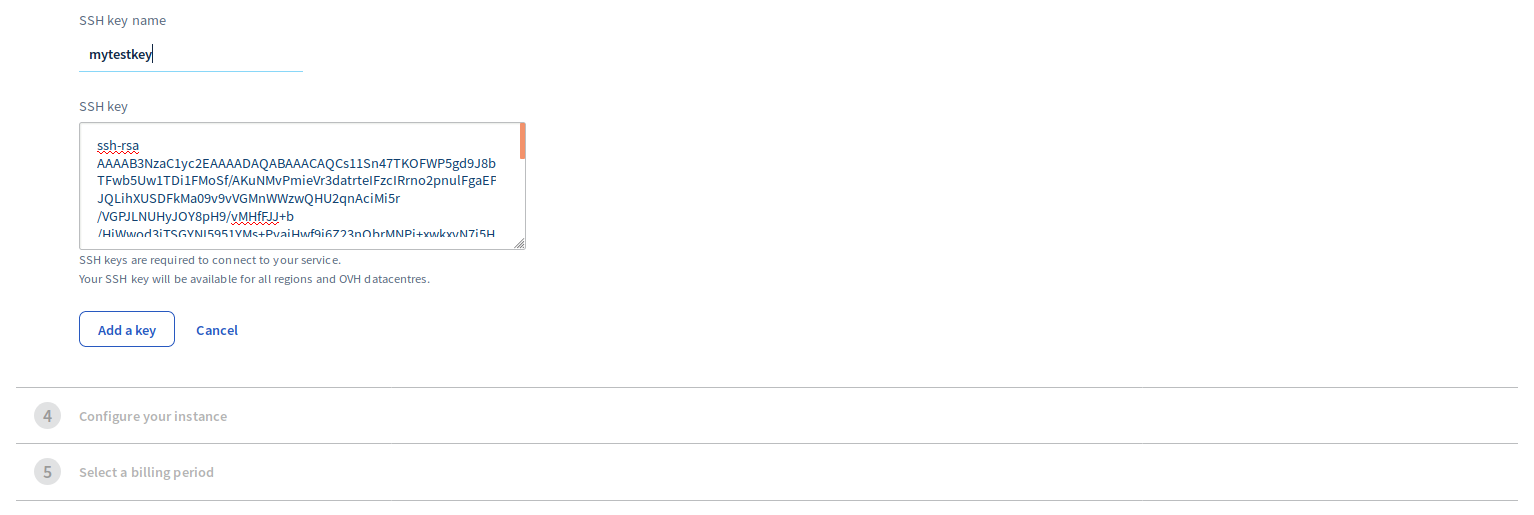 SSH key name
mytestkey
SSH key
ssh-rsa
AAAAB3NzaC1yc2EAAAADAQABAAACAQCs11Sn47TKOFWP5gd9J8b
TFwb5Uw1TDi1FMoSf/AKuNMvPmieVr3datrteIFzcIRrno2pnulFgaEF
JQLihXUSDFkMa09v9vVGMnWWzwQHU2qnAciMi5r
/VGPJLNUHyJOY8pH9/vMHfFJJ+b
SSH keys are required to connect to your service.
Your SSH key will be available for all regions and OVH datacentres.
Add a key Cancel
4 Configure your instance
5 Select a billing period